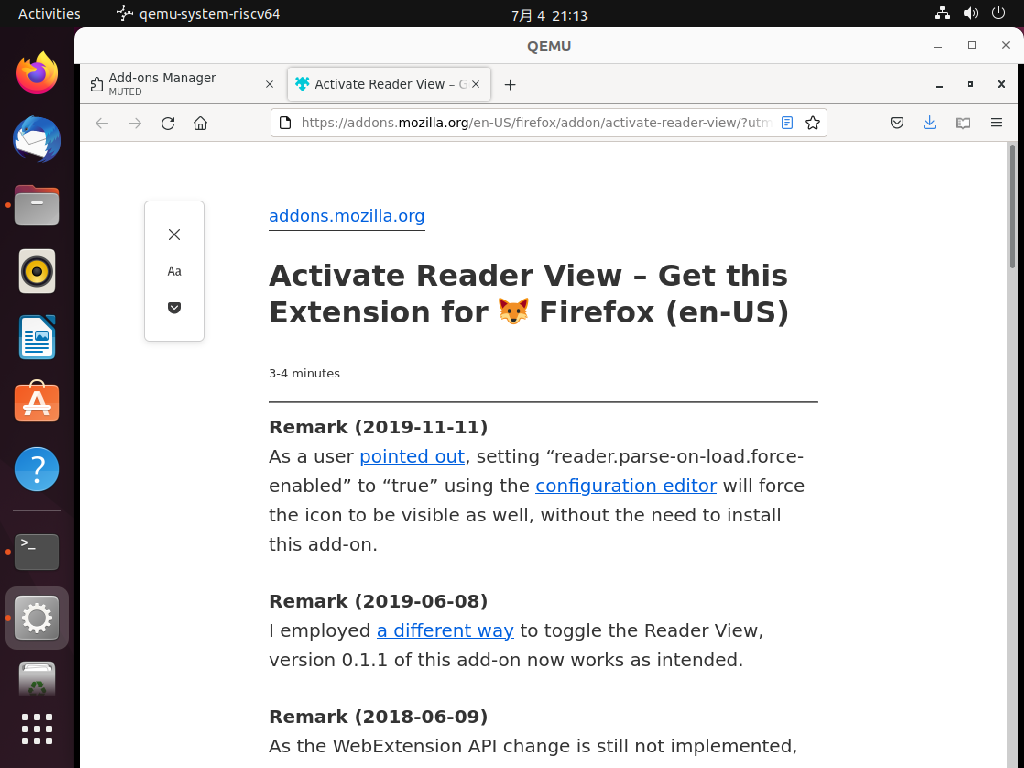 Activities
qemu-system-riscv64
7月 4 21:13
QEMU
Add-ons Manager
MUTED
Activate Reader View – G
https://addons.mozilla.org/en-US/firefox/addon/activate-reader-view/?utm
Aa
addons.mozilla.org
Activate Reader View – Get this
Extension for 🦊 Firefox (en-US)
3-4 minutes
Remark (2019-11-11)
As a user pointed out, setting “reader.parse-on-load.force-
enabled” to “true” using the configuration editor will force
the icon to be visible as well, without the need to install
this add-on.
Remark (2019-06-08)
I employed a different way to toggle the Reader View,
version 0.1.1 of this add-on now works as intended.
Remark (2018-06-09)
As the WebExtension API change is still not implemented,